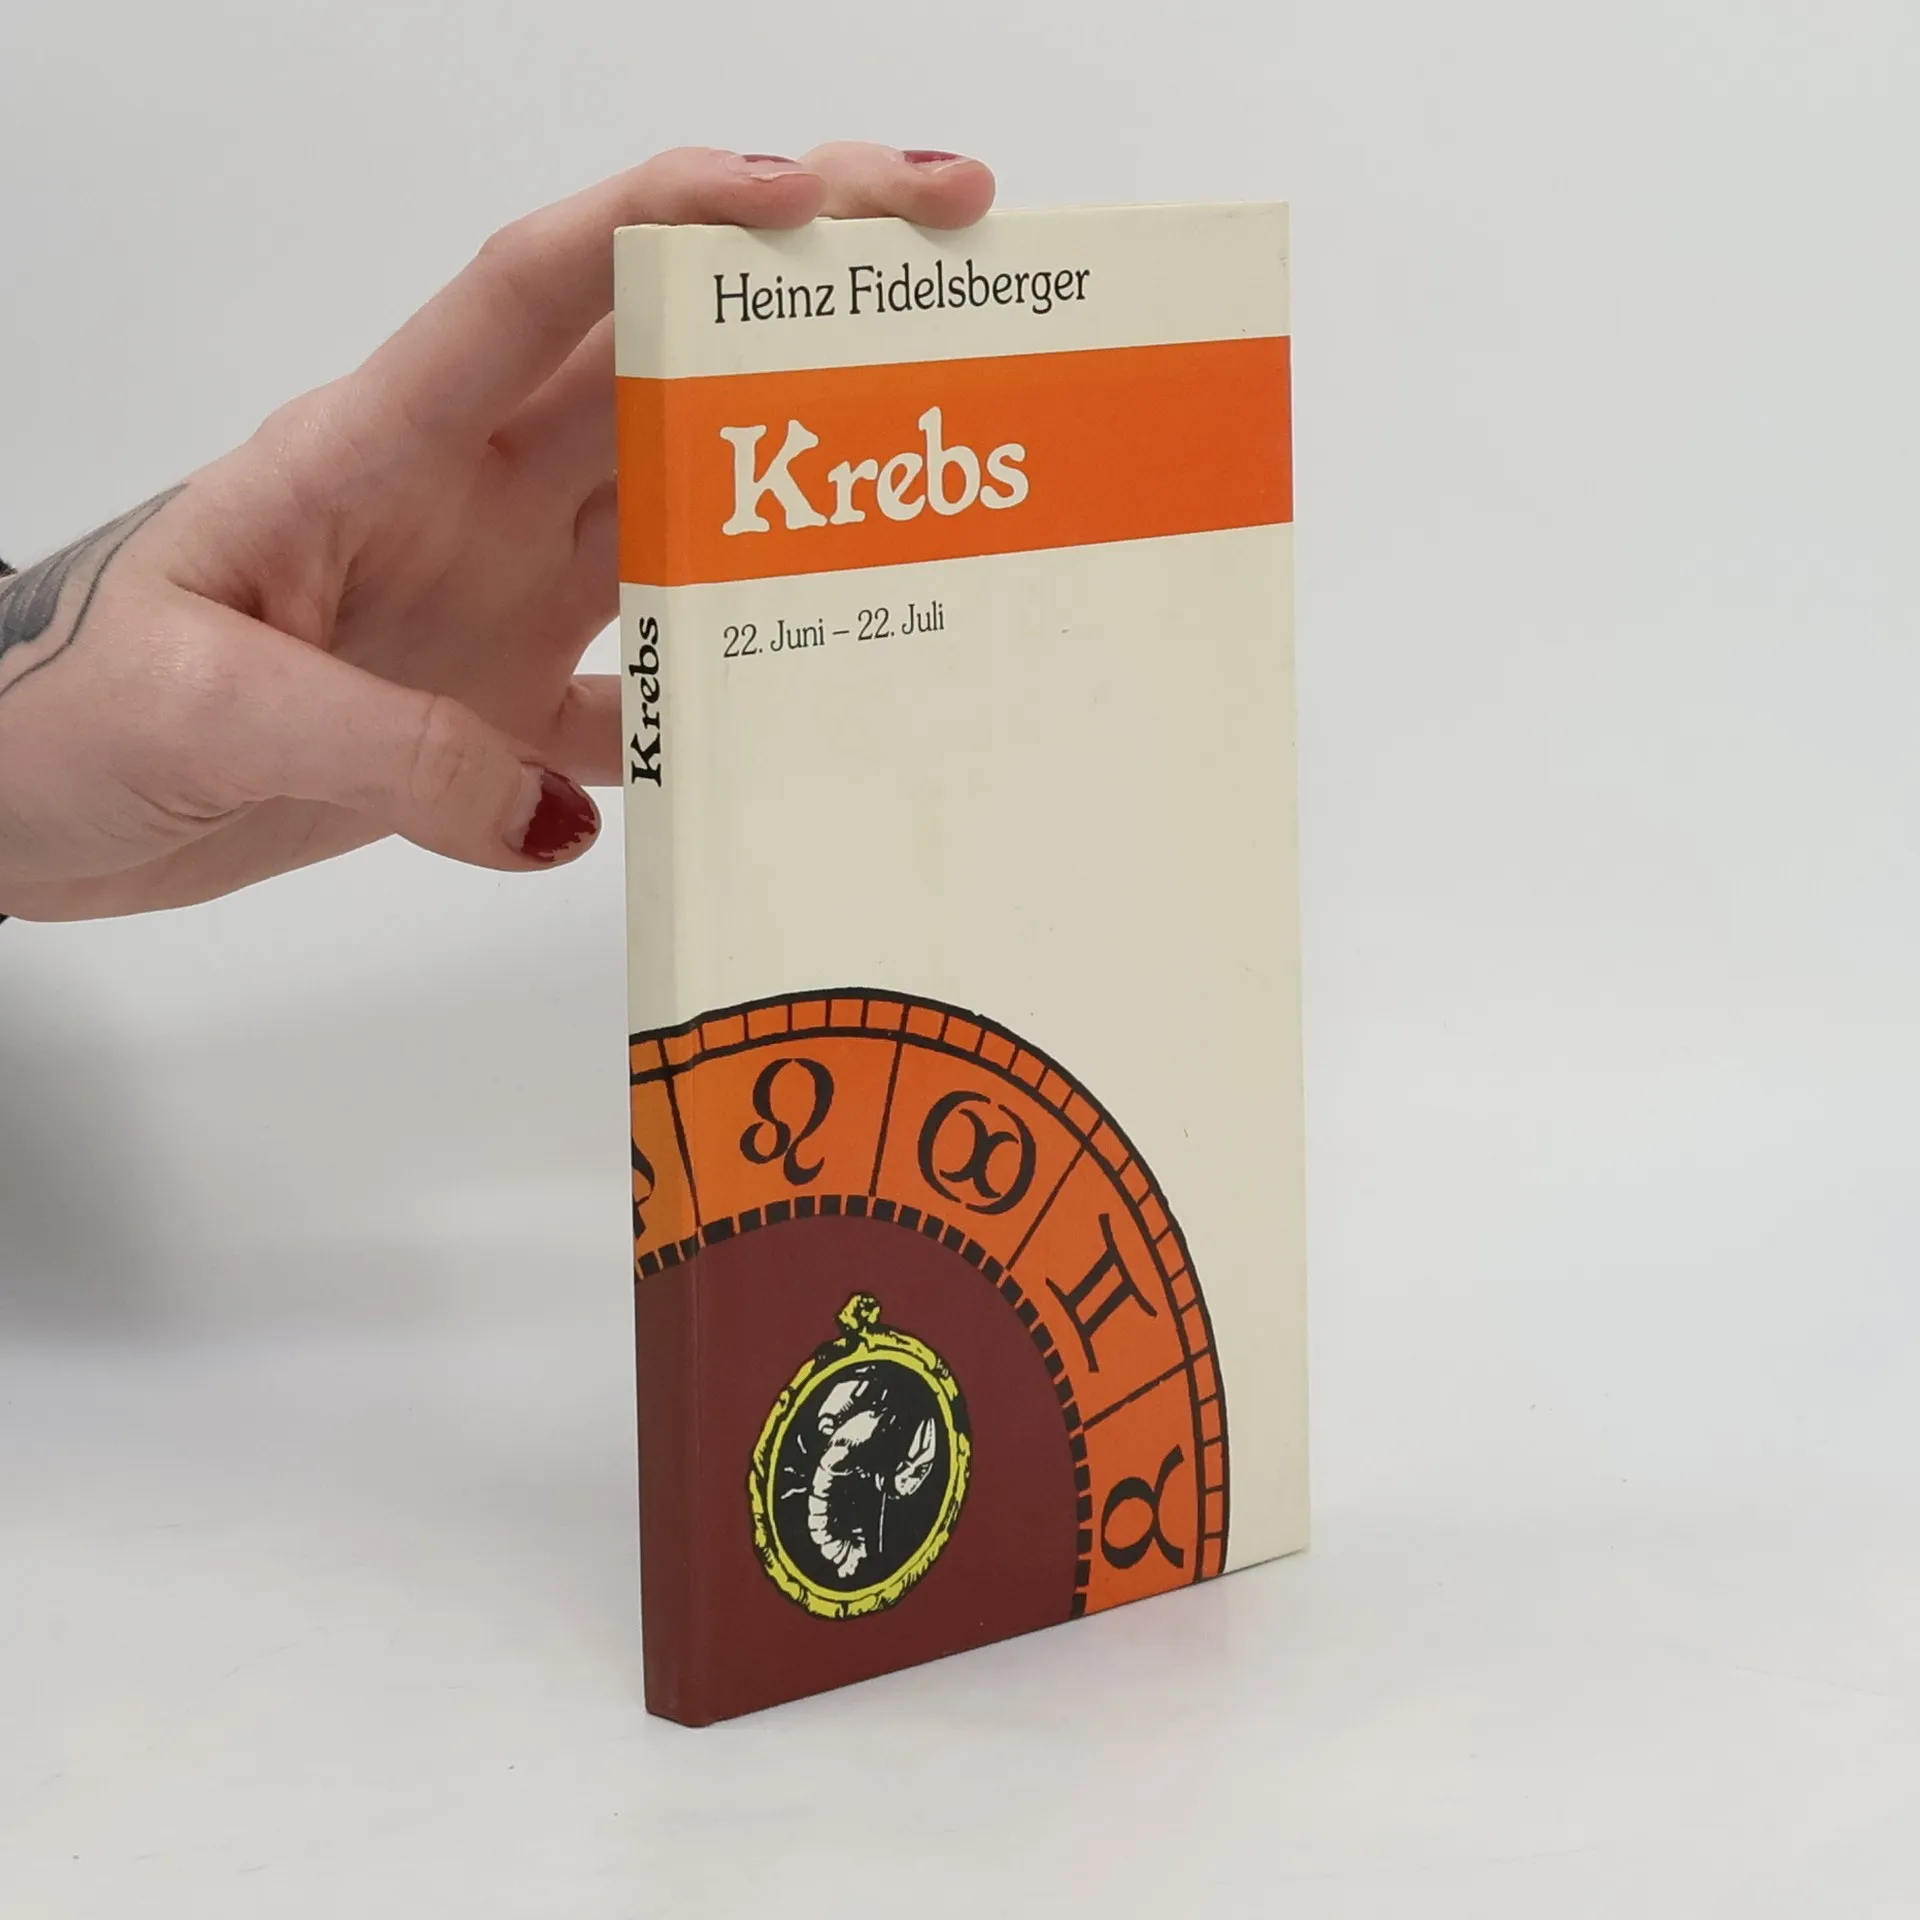 Heinz Fidelsberger
Krebs
22. Juni – 22. Juli
Krebs